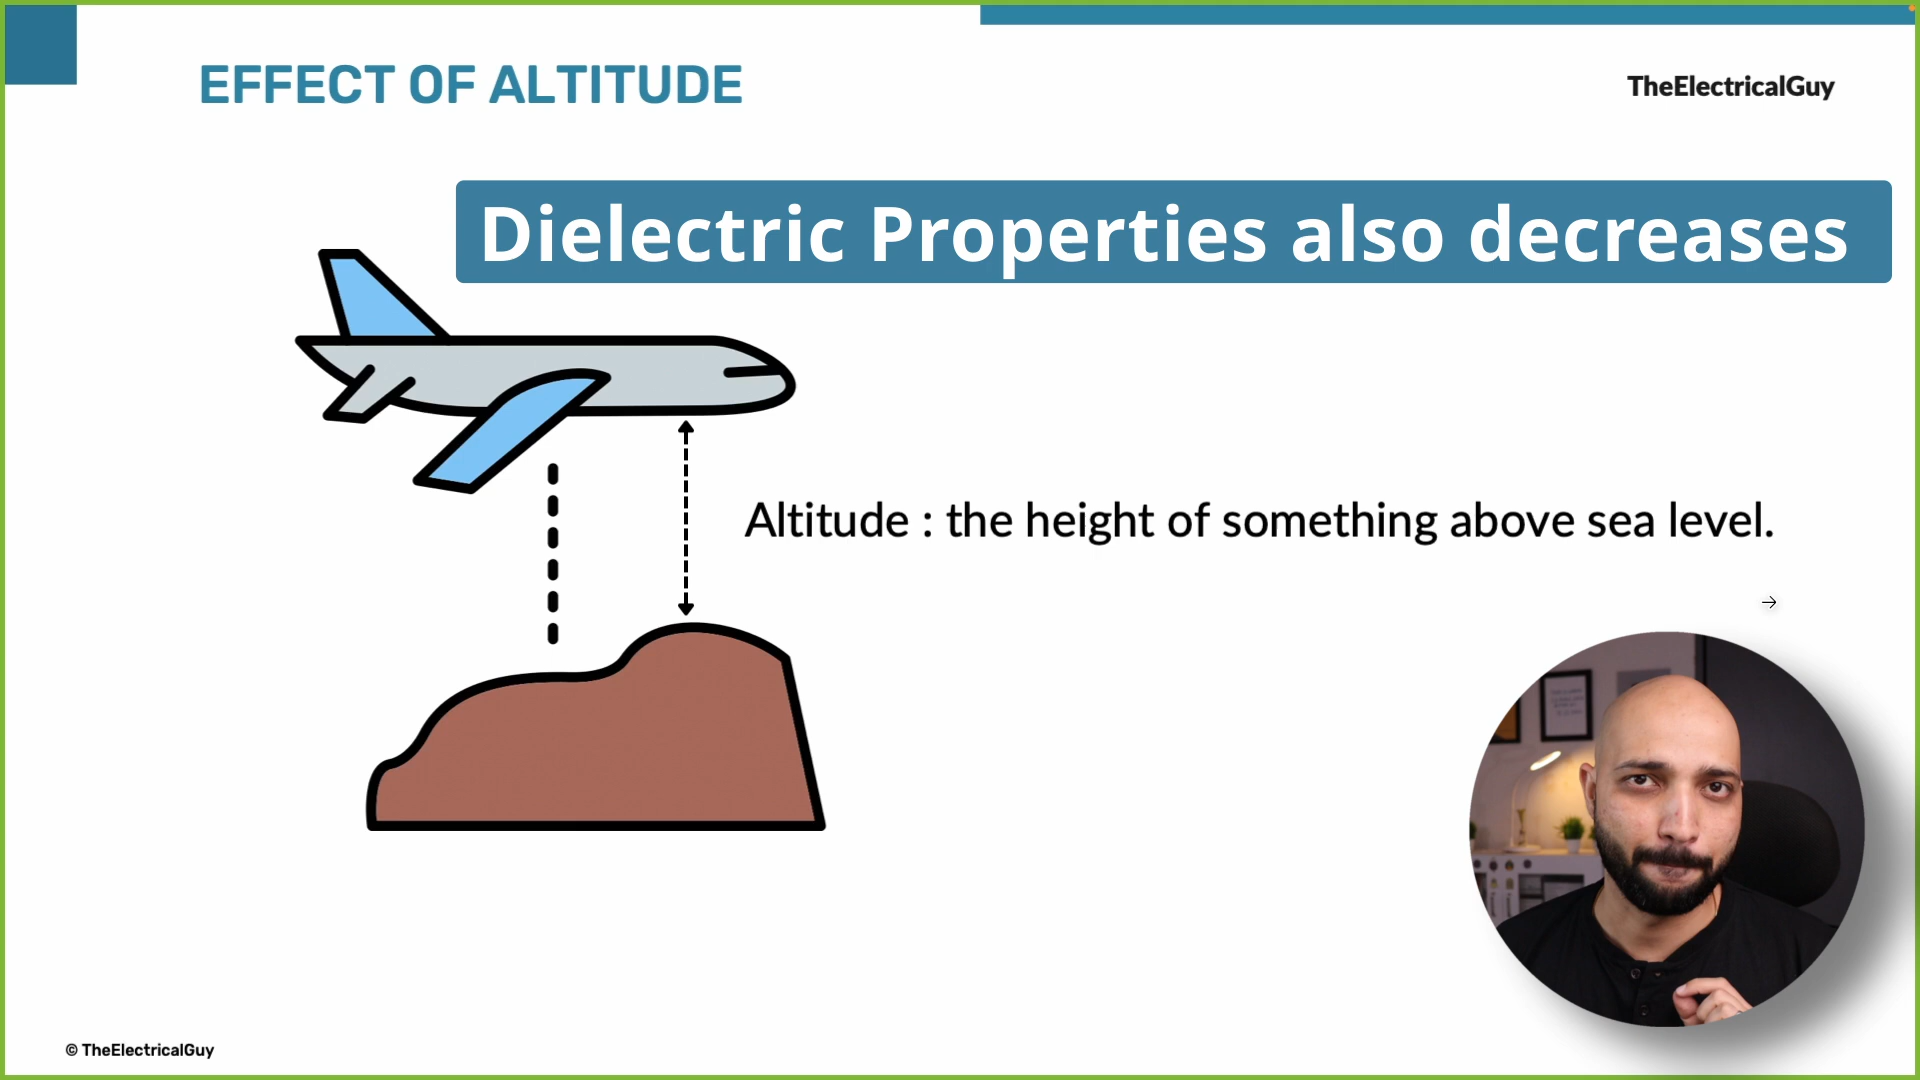 EFFECT OF ALTITUDE
TheElectricalGuy
Dielectric Properties also decreases
Altitude : the height of something above sea level.
© TheElectricalGuy